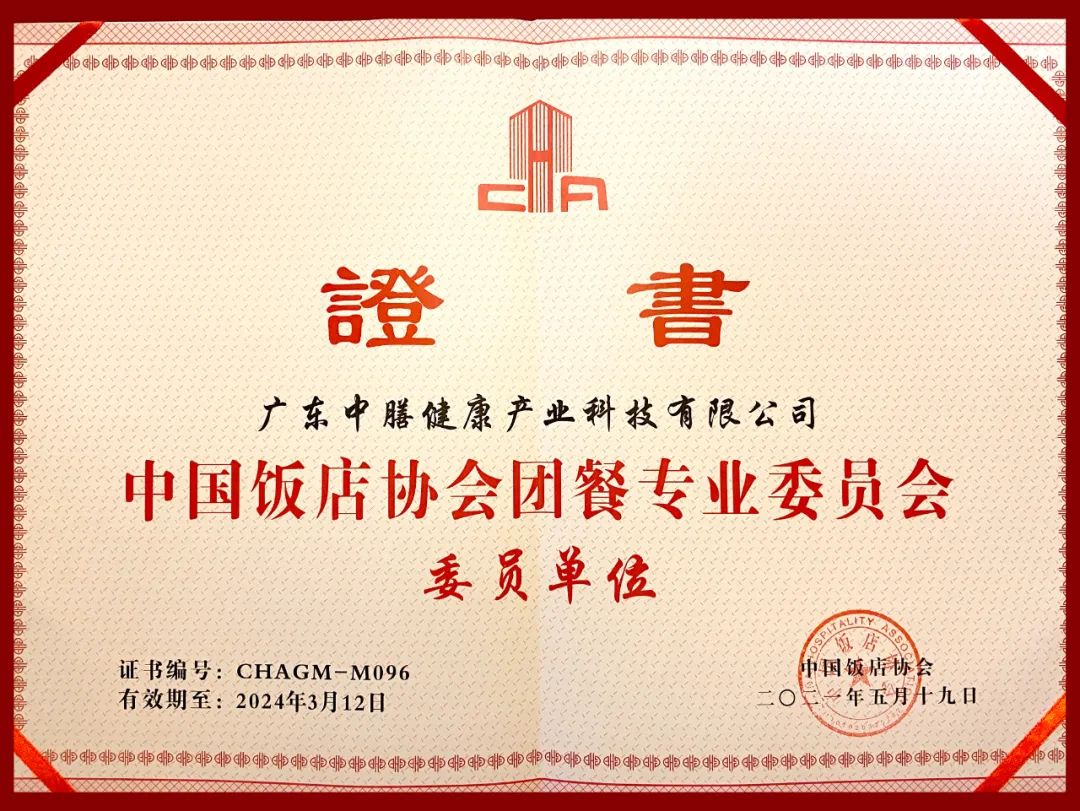 CHA
證書
广东中膳健康产业科技有限公司
中国饭店协会团餐专业委员会
委员单位
证书编号：CHAGM-M096
有效期至：2024年3月12日
HOSPITALITY ASSOCIATION
中国饭店协会
二〇二一年五月十九日